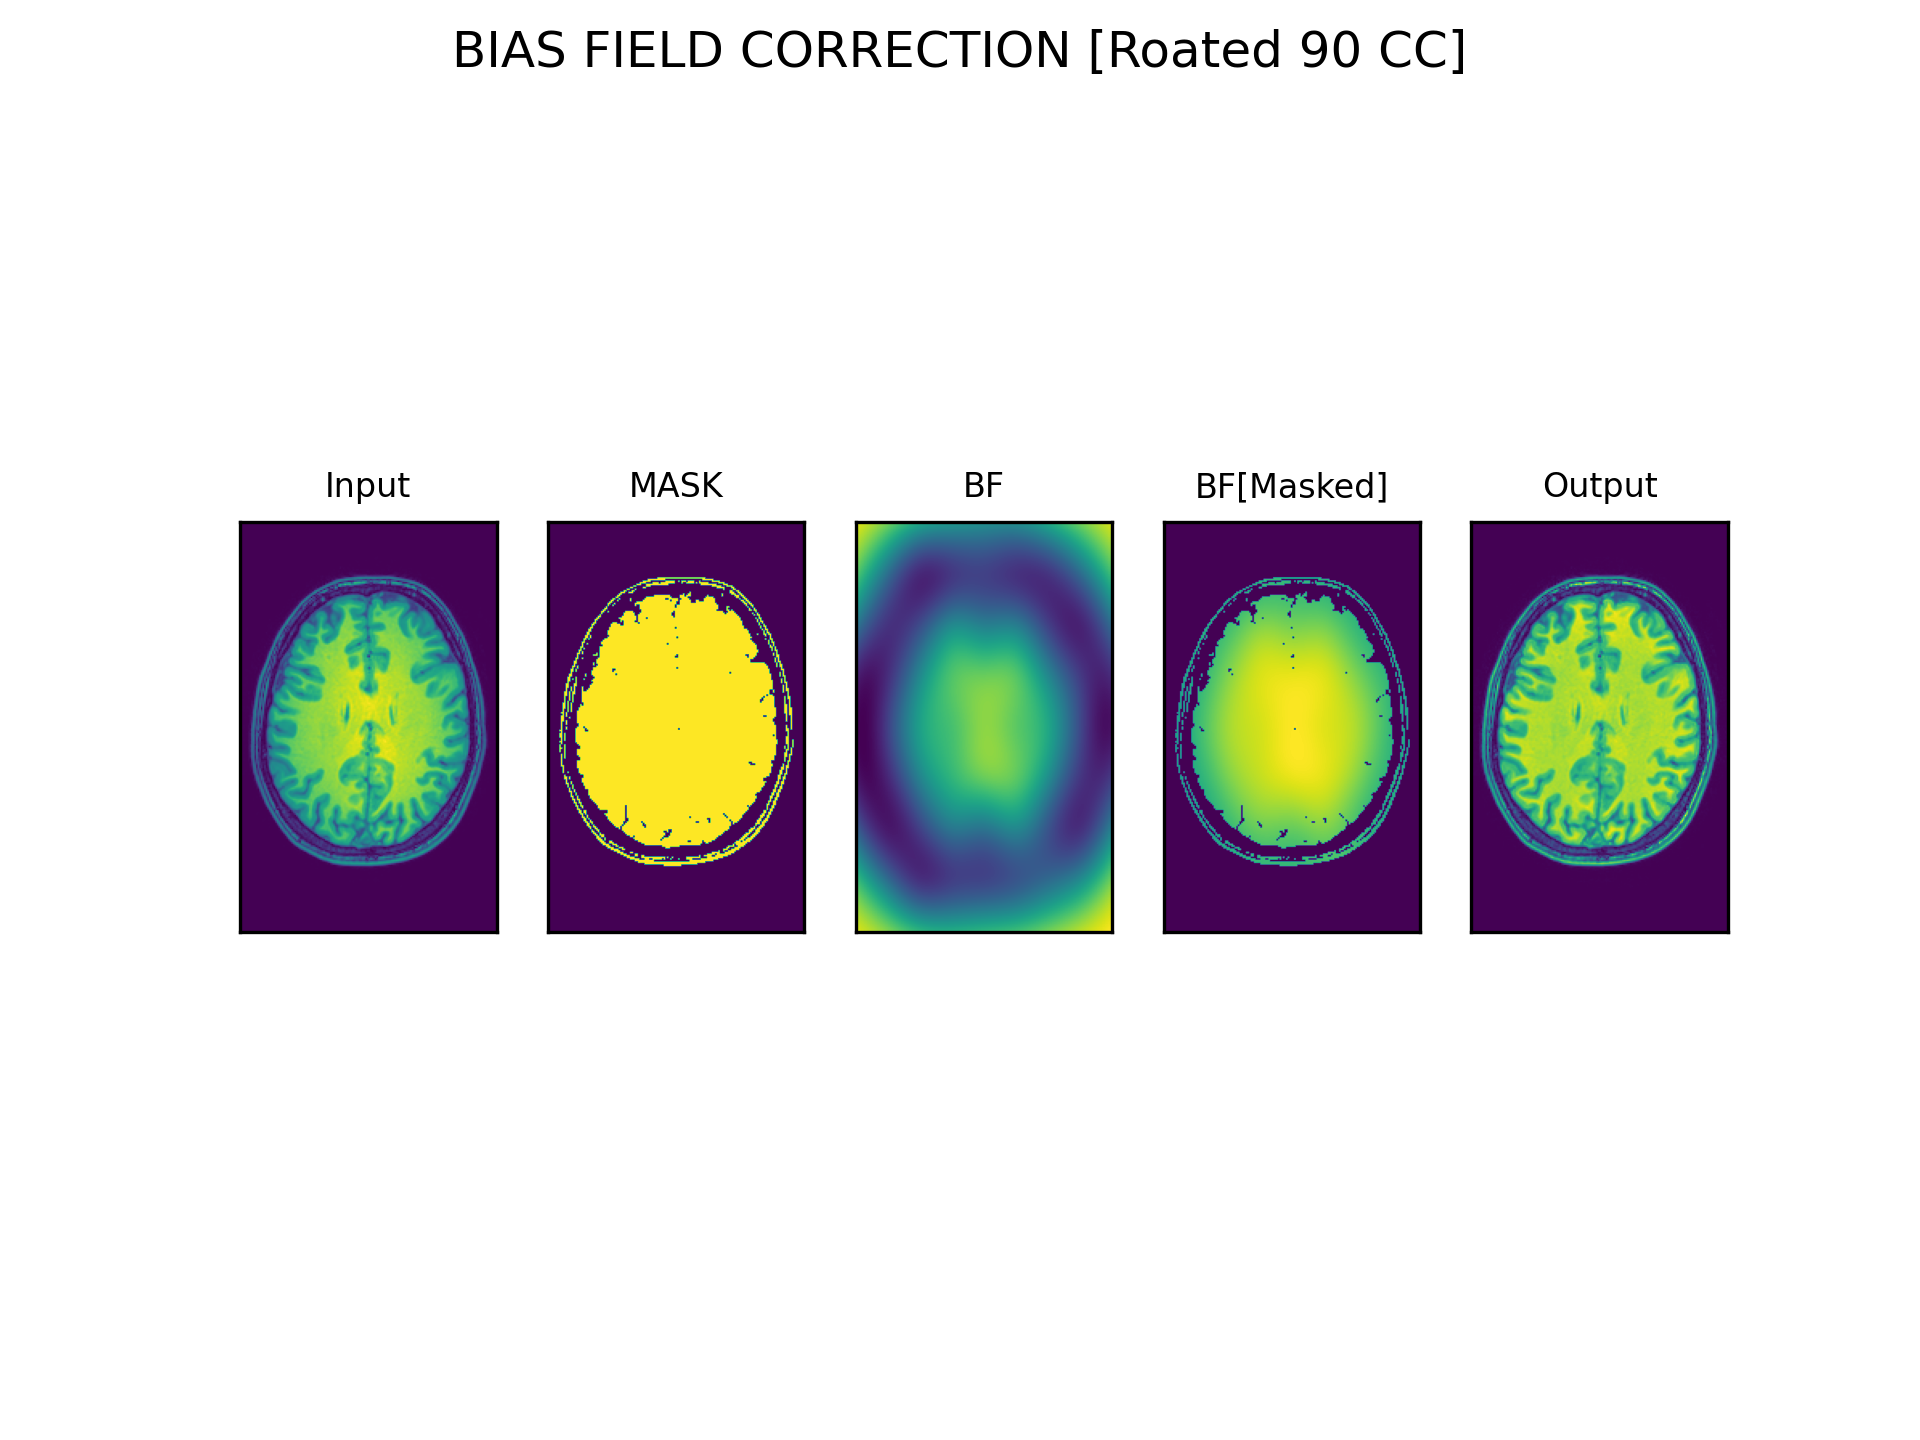 BIAS FIELD CORRECTION [Roated 90 CC]
Input
MASK
BF
BF[Masked]
Output